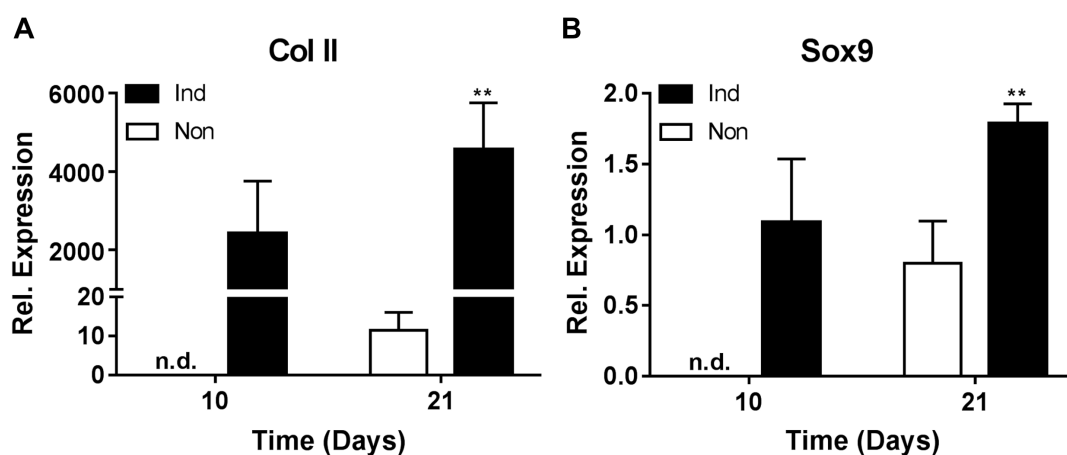 A
Col II
Ind
Non
**
6000
4000
2000
20
10
0
Rel. Expression
n.d.
10
21
Time (Days)
B
Sox9
Ind
Non
**
2.0
1.5
1.0
0.5
0.0
Rel. Expression
n.d.
10
21
Time (Days)